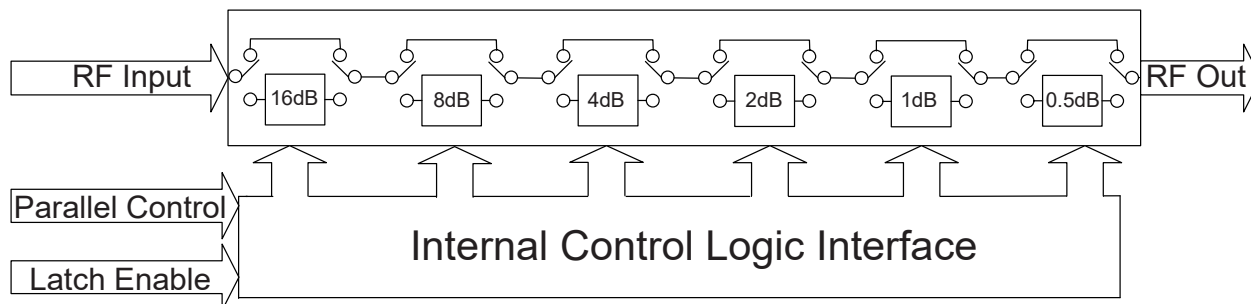 RF Input
16dB
8dB
4dB
2dB
1dB
0.5dB
RF Out
Parallel Control
Internal Control Logic Interface
Latch Enable